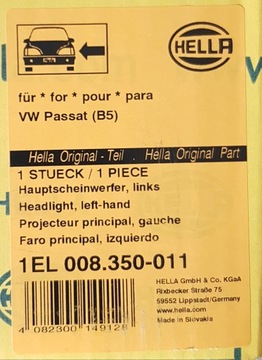 HELLA
für * for * pour * para
VW Passat (B5)
Hella Original - Teil . Hella Original Part
1 STUECK / 1 PIECE
Hauptscheinwerfer, links
Headlight, left-hand
Projecteur principal, gauche
Faro principal, izquierdo
1EL 008.350-011
HELLA GmbH & Co. KGaA
Rixbecker Straße 75
59552 Lippstadt/Germany
www.hella.com
Made in Slovakia
4 082300 149128